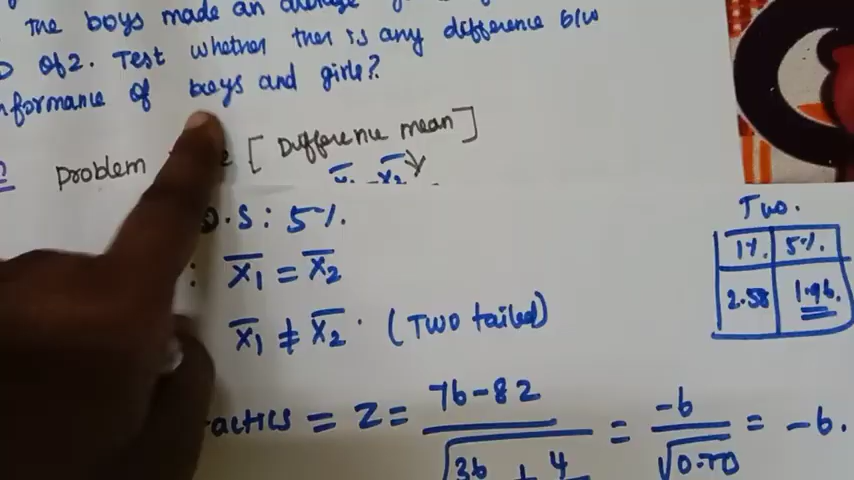 The boys made an average
of 2. Test whether ther is any difference b/w
of boys and girls?
Problem [Difference mean]
x̄2
.S: 5%.
: x̄1 = x̄2
x̄1 ≠ x̄2. (Two tailed)
Two.
1%. 5%.
2.58 1.96.
= Z = 76-82 / √36 + 4 = -6 / √0.70 = -6.